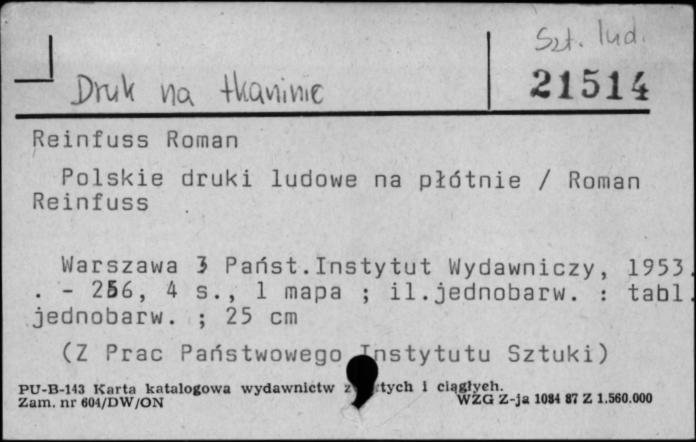 Szt. lud.
Druk na tkaninie
21514
Reinfuss Roman
Polskie druki ludowe na płótnie / Roman
Reinfuss
Warszawa 3 Państ.Instytut Wydawniczy, 1953.
. - 256, 4 s., 1 mapa ; il.jednobarw. : tabl.
jednobarw. ; 25 cm
(Z Prac Państwowego Instytutu Sztuki)
PU-B-143 Karta katalogowa wydawnictw i ciągłych.
Zam. nr 604/DW/ON
WZG Z-ja 1084 87 Z 1.560.000